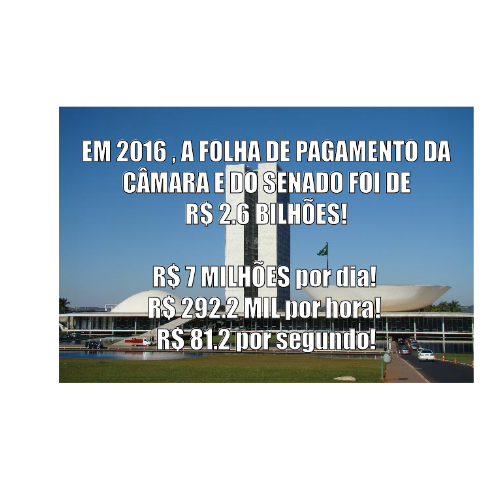 EM 2016 , A FOLHA DE PAGAMENTO DA
CÂMARA E DO SENADO FOI DE
R$ 2.6 BILHÕES!
R$ 7 MILHÕES por dia!
R$ 292.2 MIL por hora!
R$ 81.2 por segundo!